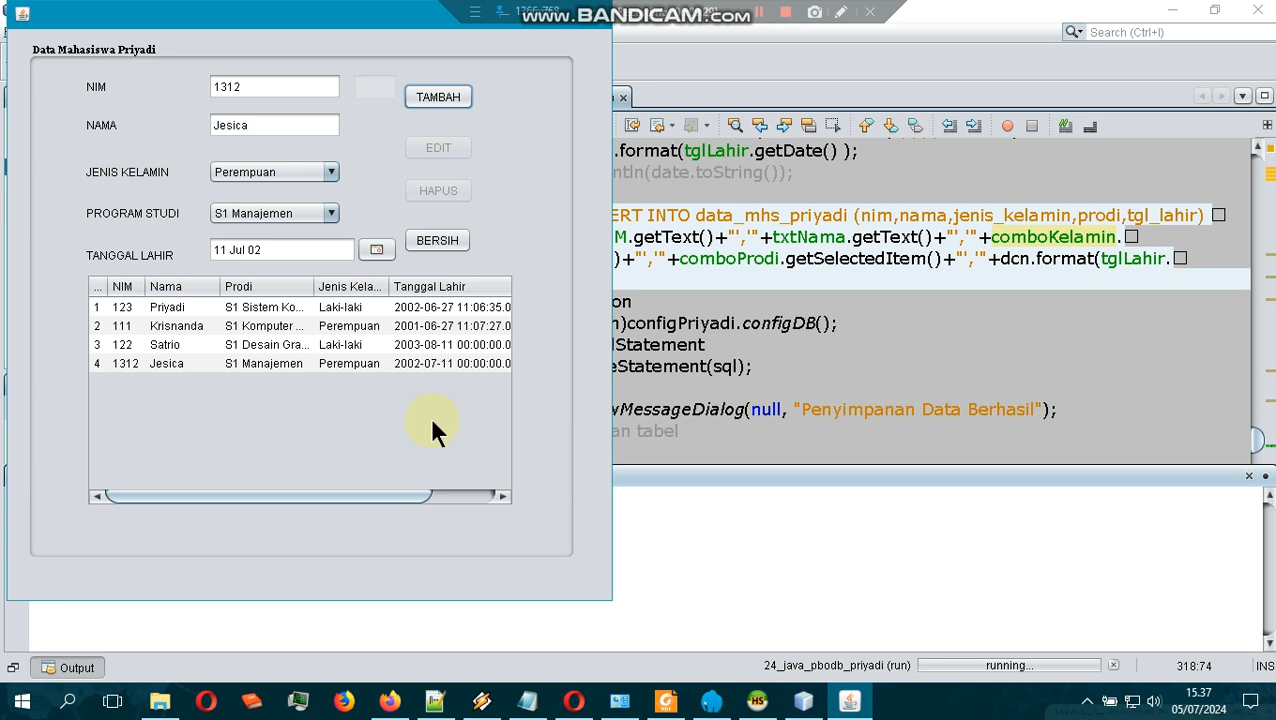 www.BANDICAM.com
Search (Ctrl+I)
Data Mahasiswa Priyadi
NIM
1312
TAMBAH
NAMA
Jesica
EDIT
JENIS KELAMIN
Perempuan
HAPUS
PROGRAM STUDI
S1 Manajemen
TANGGAL LAHIR
11 Jul 02
BERSIH
... NIM Nama Prodi Jenis Kela... Tanggal Lahir
1 123 Priyadi S1 Sistem Ko... Laki-laki 2002-06-27 11:06:35.0
2 111 Krisnanda S1 Komputer ... Perempuan 2001-06-27 11:07:27.0
3 122 Satrio S1 Desain Gra... Laki-laki 2003-08-11 00:00:00.0
4 1312 Jesica S1 Manajemen Perempuan 2002-07-11 00:00:00.0
.format(tglLahir.getDate() );
ntln(date.toString());
ERT INTO data_mhs_priyadi (nim,nama,jenis_kelamin,prodi,tgl_lahir)
M.getText()+"','"+txtNama.getText()+"','"+comboKelamin.
)+"','"+comboProdi.getSelectedItem()+"','"+dcn.format(tglLahir.
on
n)configPriyadi.configDB();
dStatement
eStatement(sql);
wMessageDialog(null, "Penyimpanan Data Berhasil");
an tabel
Output
24_java_pbodb_priyadi (run)
running...
318:74
INS
15.37
05/07/2024